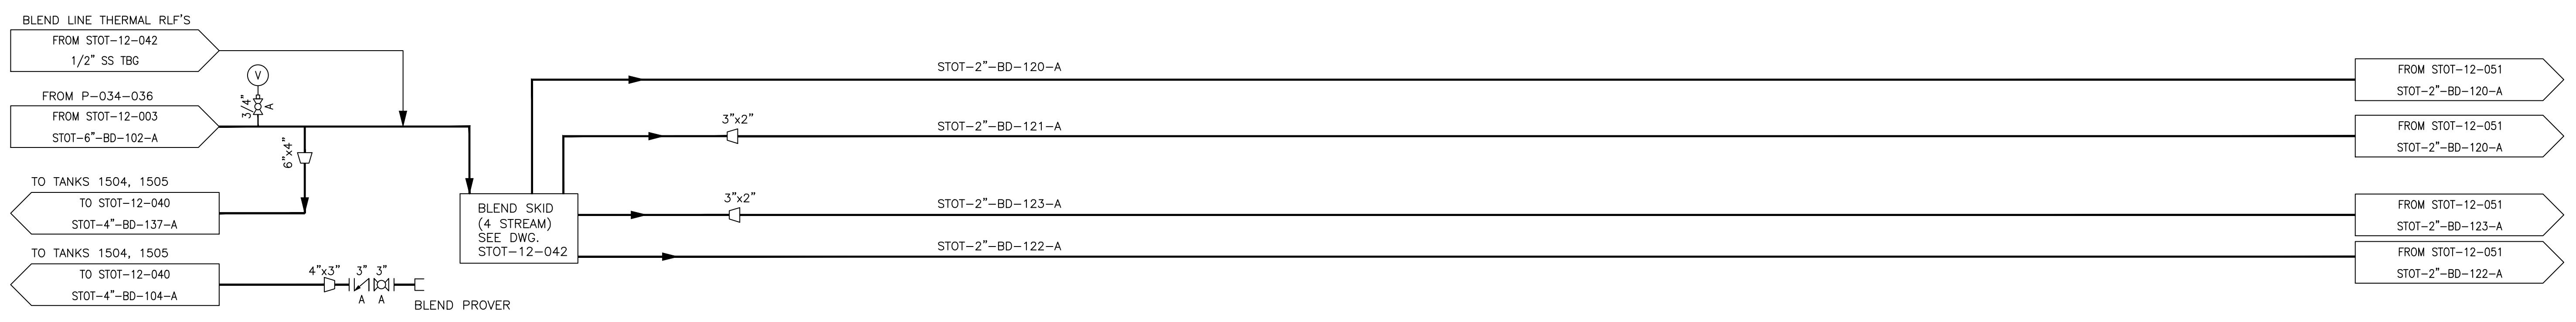 BLEND LINE THERMAL RLF'S
FROM STOT-12-042
1/2" SS TBG
V
3/4"
A
FROM P-034-036
FROM STOT-12-003
STOT-6"-BD-102-A
6"x4"
TO TANKS 1504, 1505
TO STOT-12-040
STOT-4"-BD-137-A
TO TANKS 1504, 1505
TO STOT-12-040
STOT-4"-BD-104-A
4"x3"
3"
3"
A
A
BLEND PROVER
BLEND SKID
(4 STREAM)
SEE DWG.
STOT-12-042
STOT-2"-BD-120-A
3"x2"
STOT-2"-BD-121-A
3"x2"
STOT-2"-BD-123-A
STOT-2"-BD-122-A
FROM STOT-12-051
STOT-2"-BD-120-A
FROM STOT-12-051
STOT-2"-BD-120-A
FROM STOT-12-051
STOT-2"-BD-123-A
FROM STOT-12-051
STOT-2"-BD-122-A